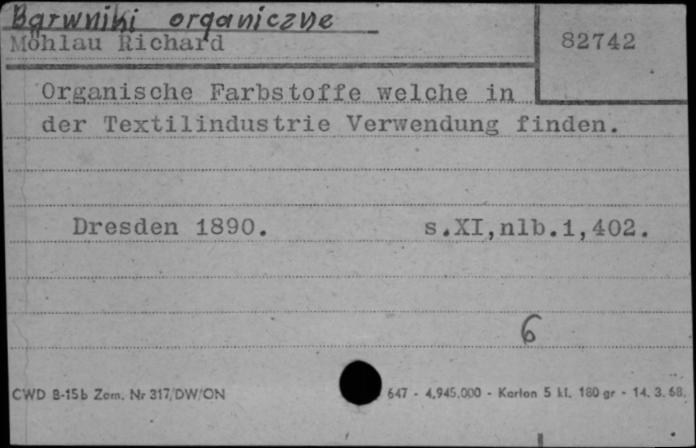 Barwniki organiczne
Möhlau Richard
82742
Organische Farbstoffe welche in
der Textilindustrie Verwendung finden.
Dresden 1890. s.XI,nlb.1,402.
6
CWD B-15b Zam. Nr 317/DW/ON 647 - 4.945.000 - Karton 5 kl. 180 gr - 14. 3. 68.